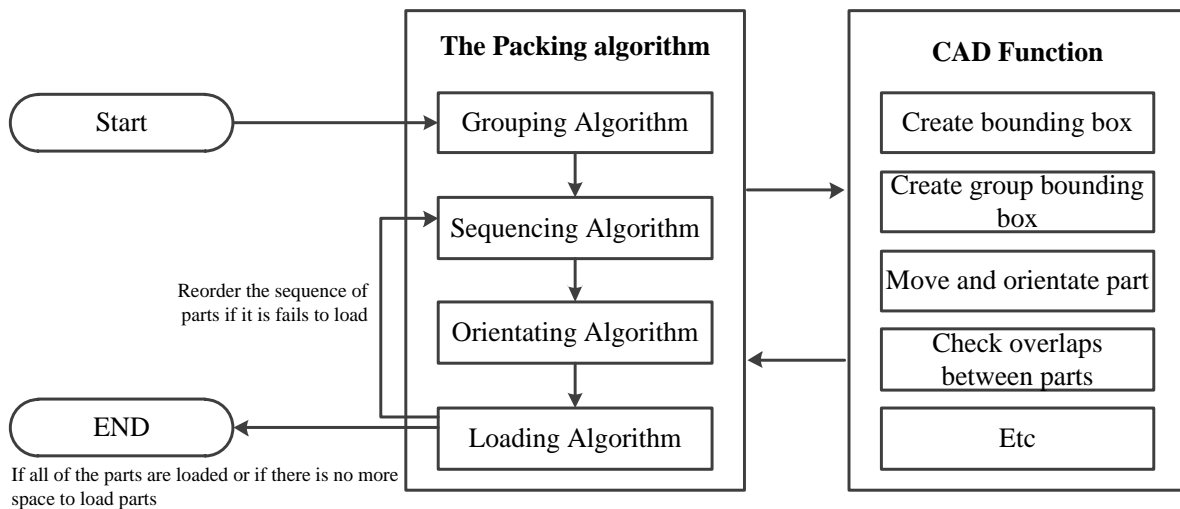 The Packing algorithm
Start
Grouping Algorithm
Sequencing Algorithm
Reorder the sequence of
parts if it is fails to load
Orientating Algorithm
END
Loading Algorithm
If all of the parts are loaded or if there is no more
space to load parts
CAD Function
Create bounding box
Create group bounding
box
Move and orientate part
Check overlaps
between parts
Etc